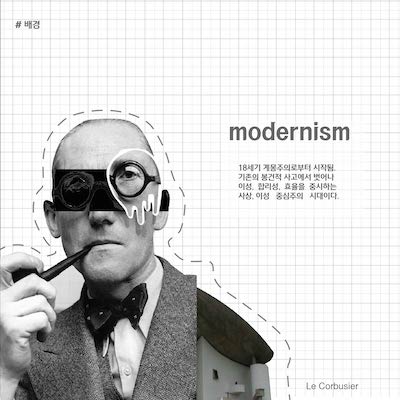 # 배경
modernism
18세기 계몽주의로부터 시작됨.
기존의 봉건적 사고에서 벗어나
이성, 합리성, 효율을 중시하는
사상. 이성 중심주의 시대이다.
Le Corbusier